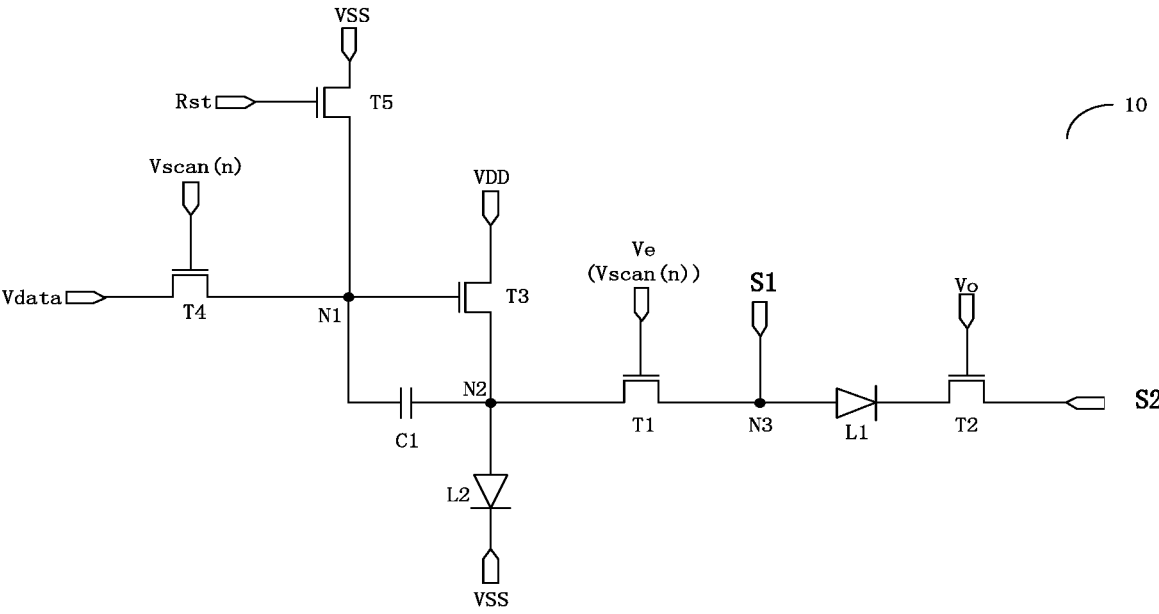 VSS
Rst
T5
10
Vscan(n)
VDD
Ve
(Vscan(n))
S1
Vo
Vdata
T4
N1
T3
N2
C1
T1
N3
L1
T2
S2
L2
VSS